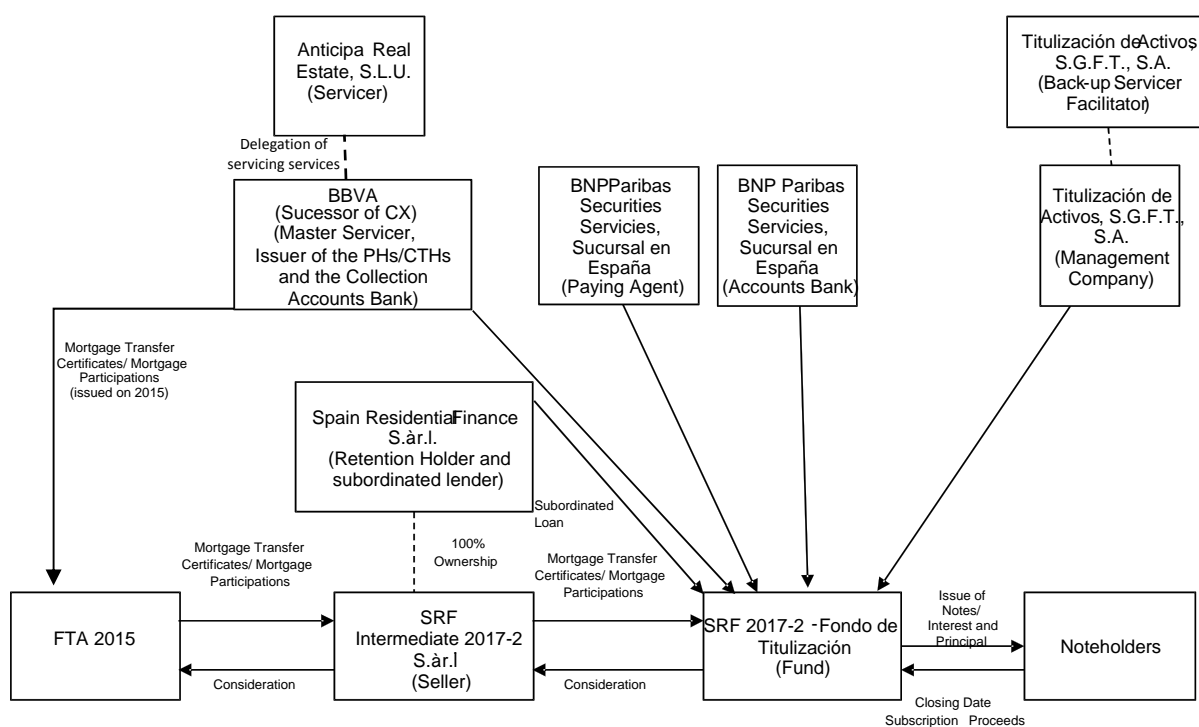 Anticipa Real
Estate, S.L.U.
(Servicer)
Titulización de Activos,
S.G.F.T., S.A.
(Back-up Servicer
Facilitator)
Delegation of
servicing services
BBVA
(Sucessor of CX)
(Master Servicer,
Issuer of the PHs/CTHs
and the Collection
Accounts Bank)
BNPParibas
Securities
Servicies,
Sucursal en
España
(Paying Agent)
BNP Paribas
Securities
Servicies,
Sucursal en
España
(Accounts Bank)
Titulización de
Activos, S.G.F.T.,
S.A.
(Management
Company)
Mortgage Transfer
Certificates/ Mortgage
Participations
(issued on 2015)
Spain Residential Finance
S.àr.l.
(Retention Holder and
subordinated lender)
Subordinated
Loan
Mortgage Transfer
Certificates/ Mortgage
Participations
100%
Ownership
Mortgage Transfer
Certificates/ Mortgage
Participations
FTA 2015
SRF
Intermediate 2017-2
S.àr.l
(Seller)
SRF 2017-2 -Fondo de
Titulización
(Fund)
Issue of
Notes/
Interest and
Principal
Noteholders
Consideration
Consideration
Closing Date
Subscription Proceeds